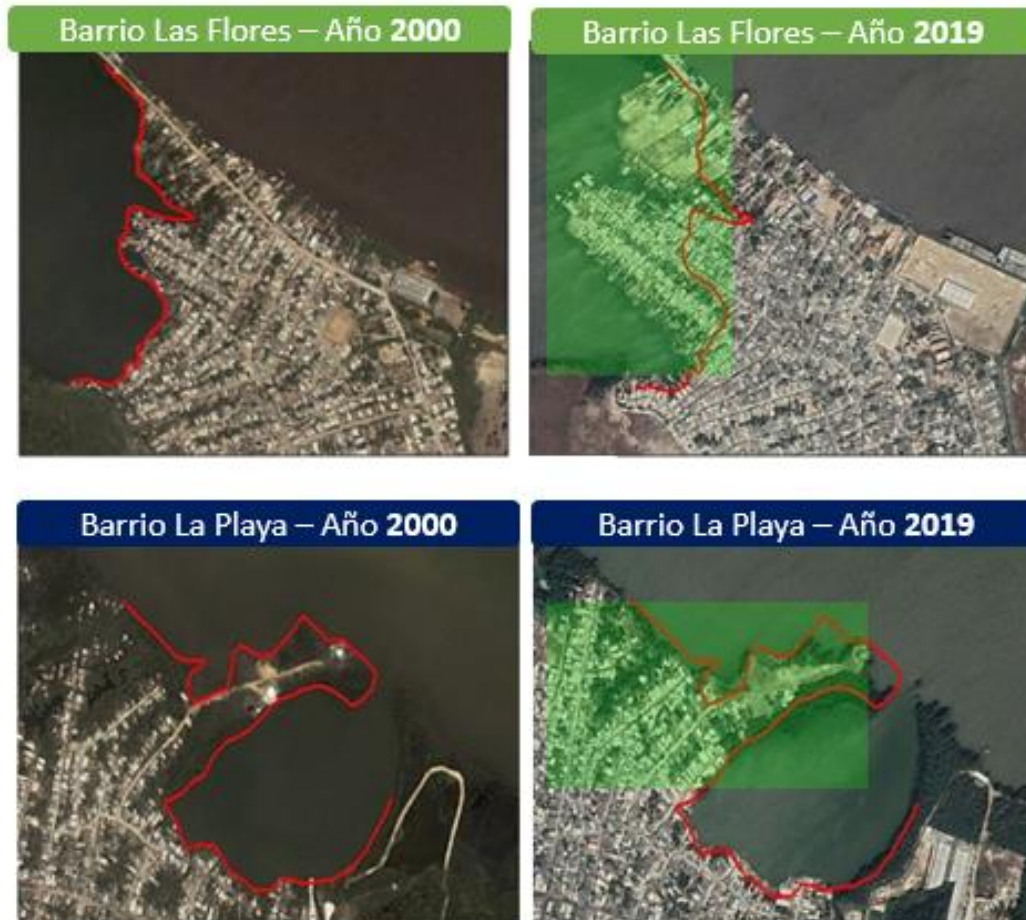 Barrio Las Flores – Año 2000
Barrio Las Flores – Año 2019
Barrio La Playa – Año 2000
Barrio La Playa – Año 2019